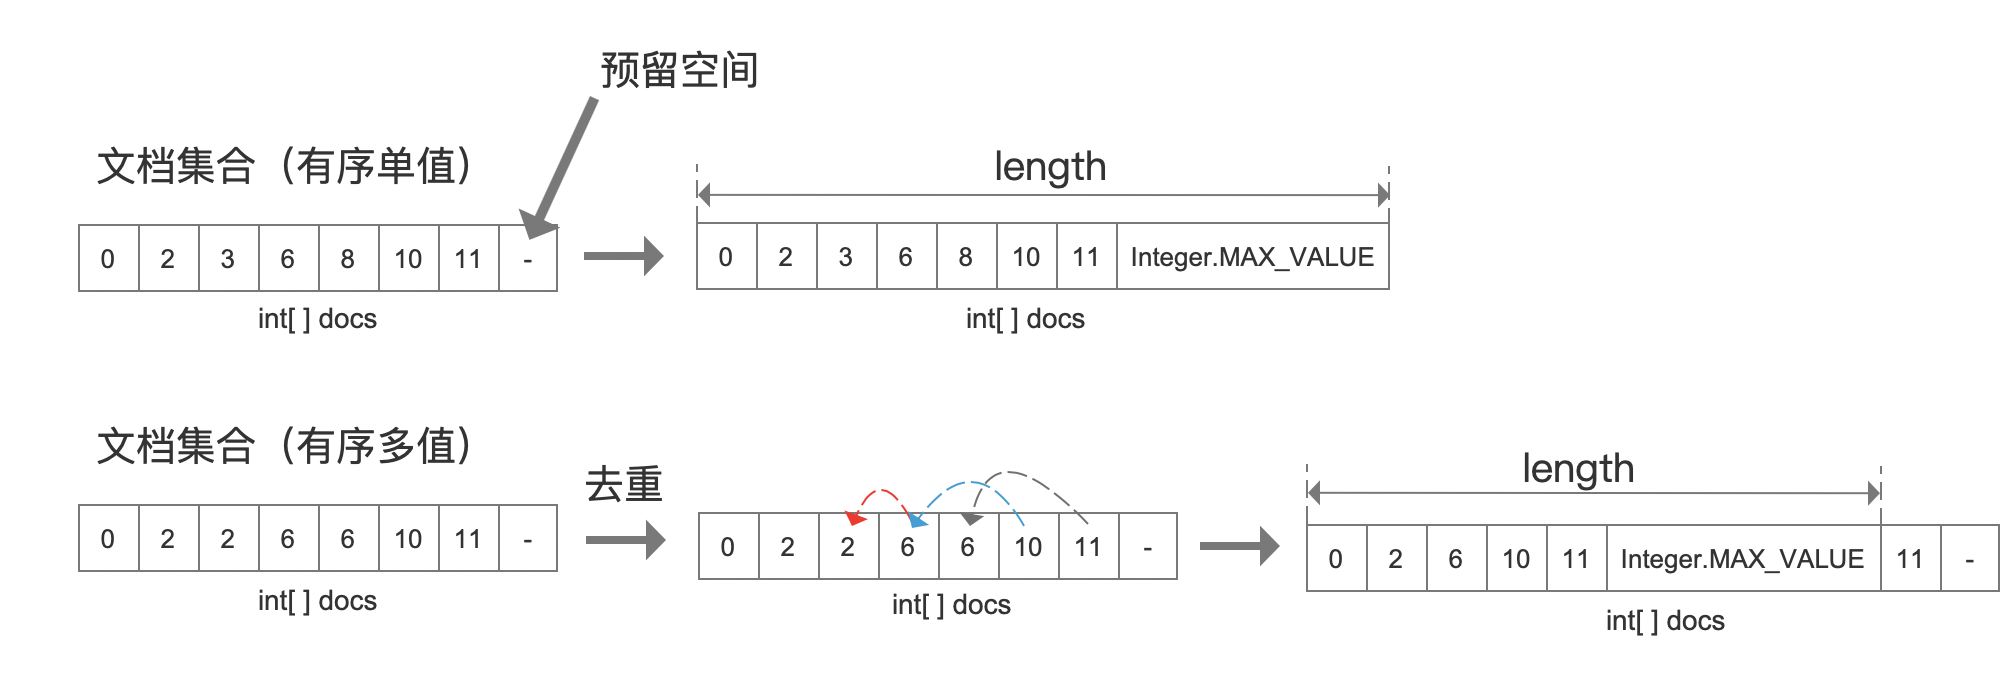 预留空间
文档集合（有序单值）
length
0 2 3 6 8 10 11 -
0 2 3 6 8 10 11 Integer.MAX_VALUE
int[ ] docs
int[ ] docs
文档集合（有序多值）
去重
length
0 2 2 6 6 10 11 -
0 2 2 6 6 10 11 -
0 2 6 10 11 Integer.MAX_VALUE 11 -
int[ ] docs
int[ ] docs
int[ ] docs